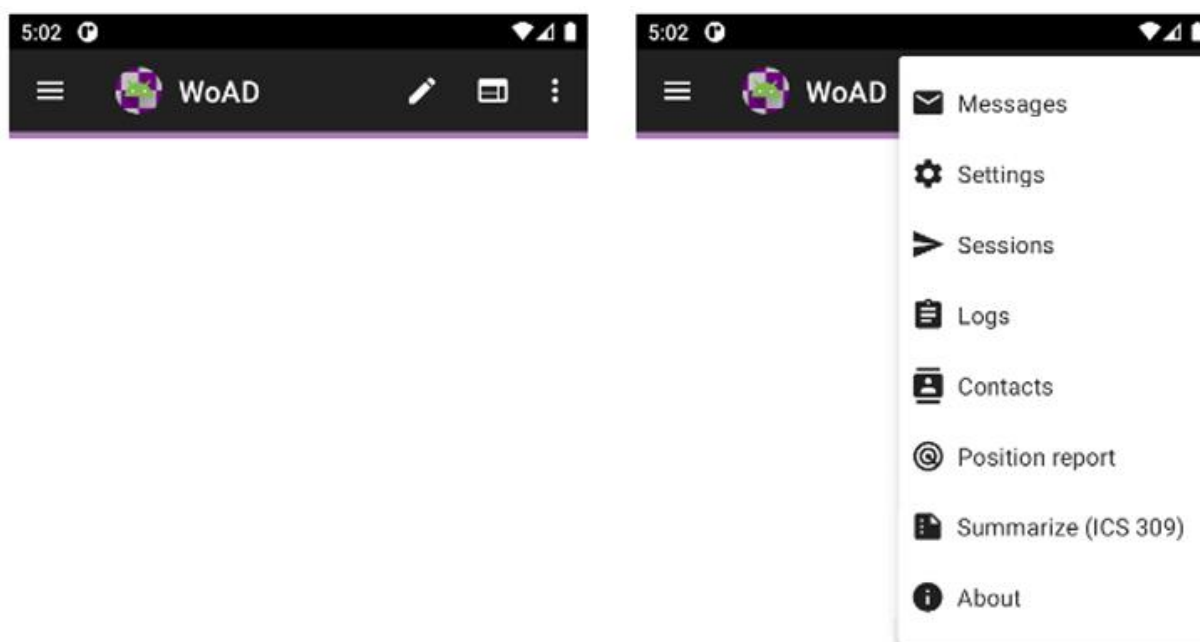 5:02
WoAD
5:02
WoAD
Messages
Settings
Sessions
Logs
Contacts
Position report
Summarize (ICS 309)
About